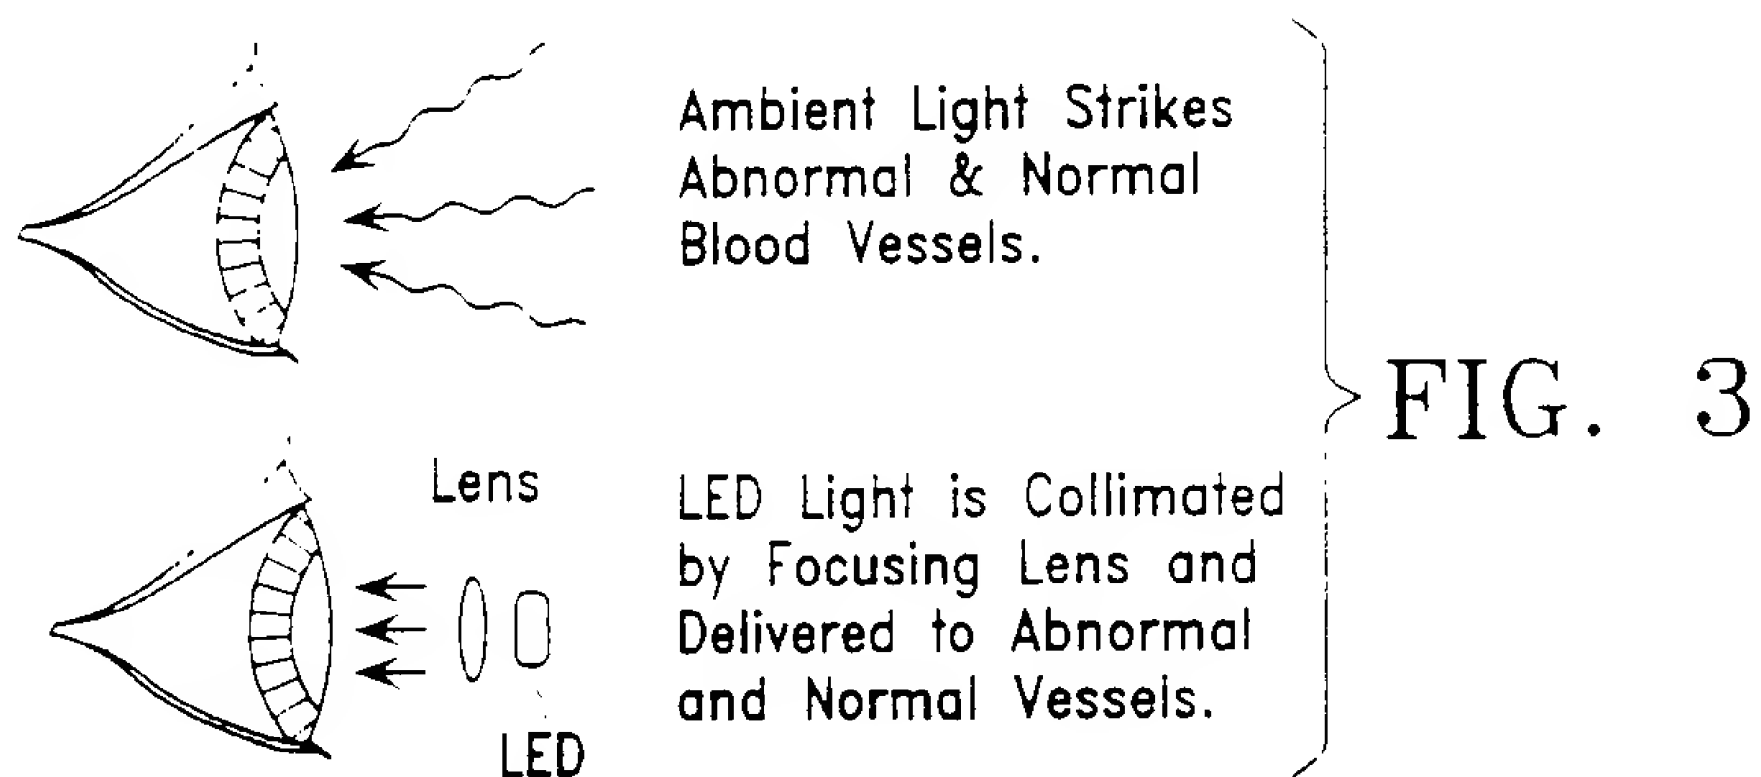 Ambient Light Strikes
Abnormal & Normal
Blood Vessels.
FIG. 3
Lens
LED Light is Collimated
by Focusing Lens and
Delivered to Abnormal
and Normal Vessels.
LED